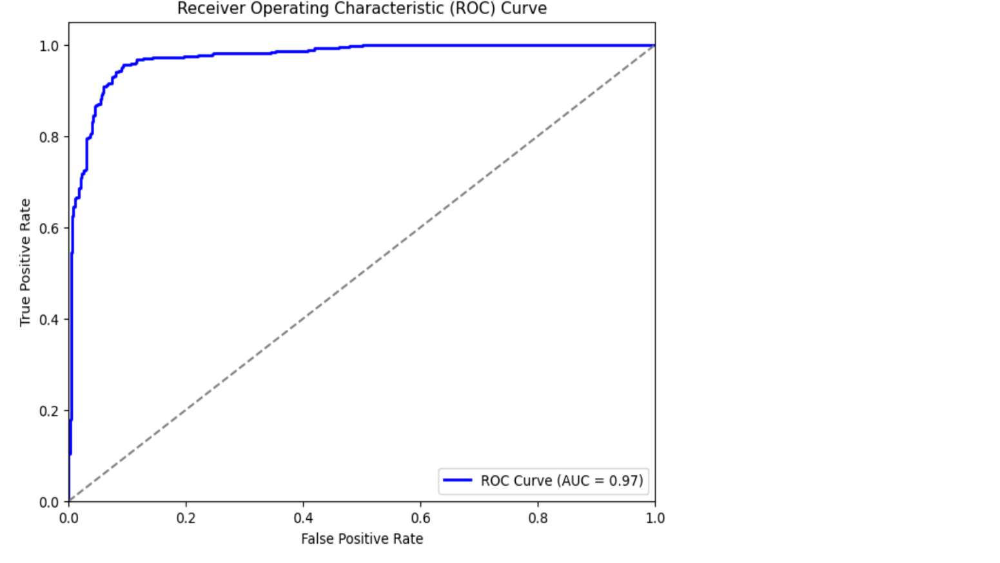 Receiver Operating Characteristic (ROC) Curve
1.0
0.8
0.6
0.4
0.2
0.0
True Positive Rate
ROC Curve (AUC = 0.97)
0.0 0.2 0.4 0.6 0.8 1.0
False Positive Rate